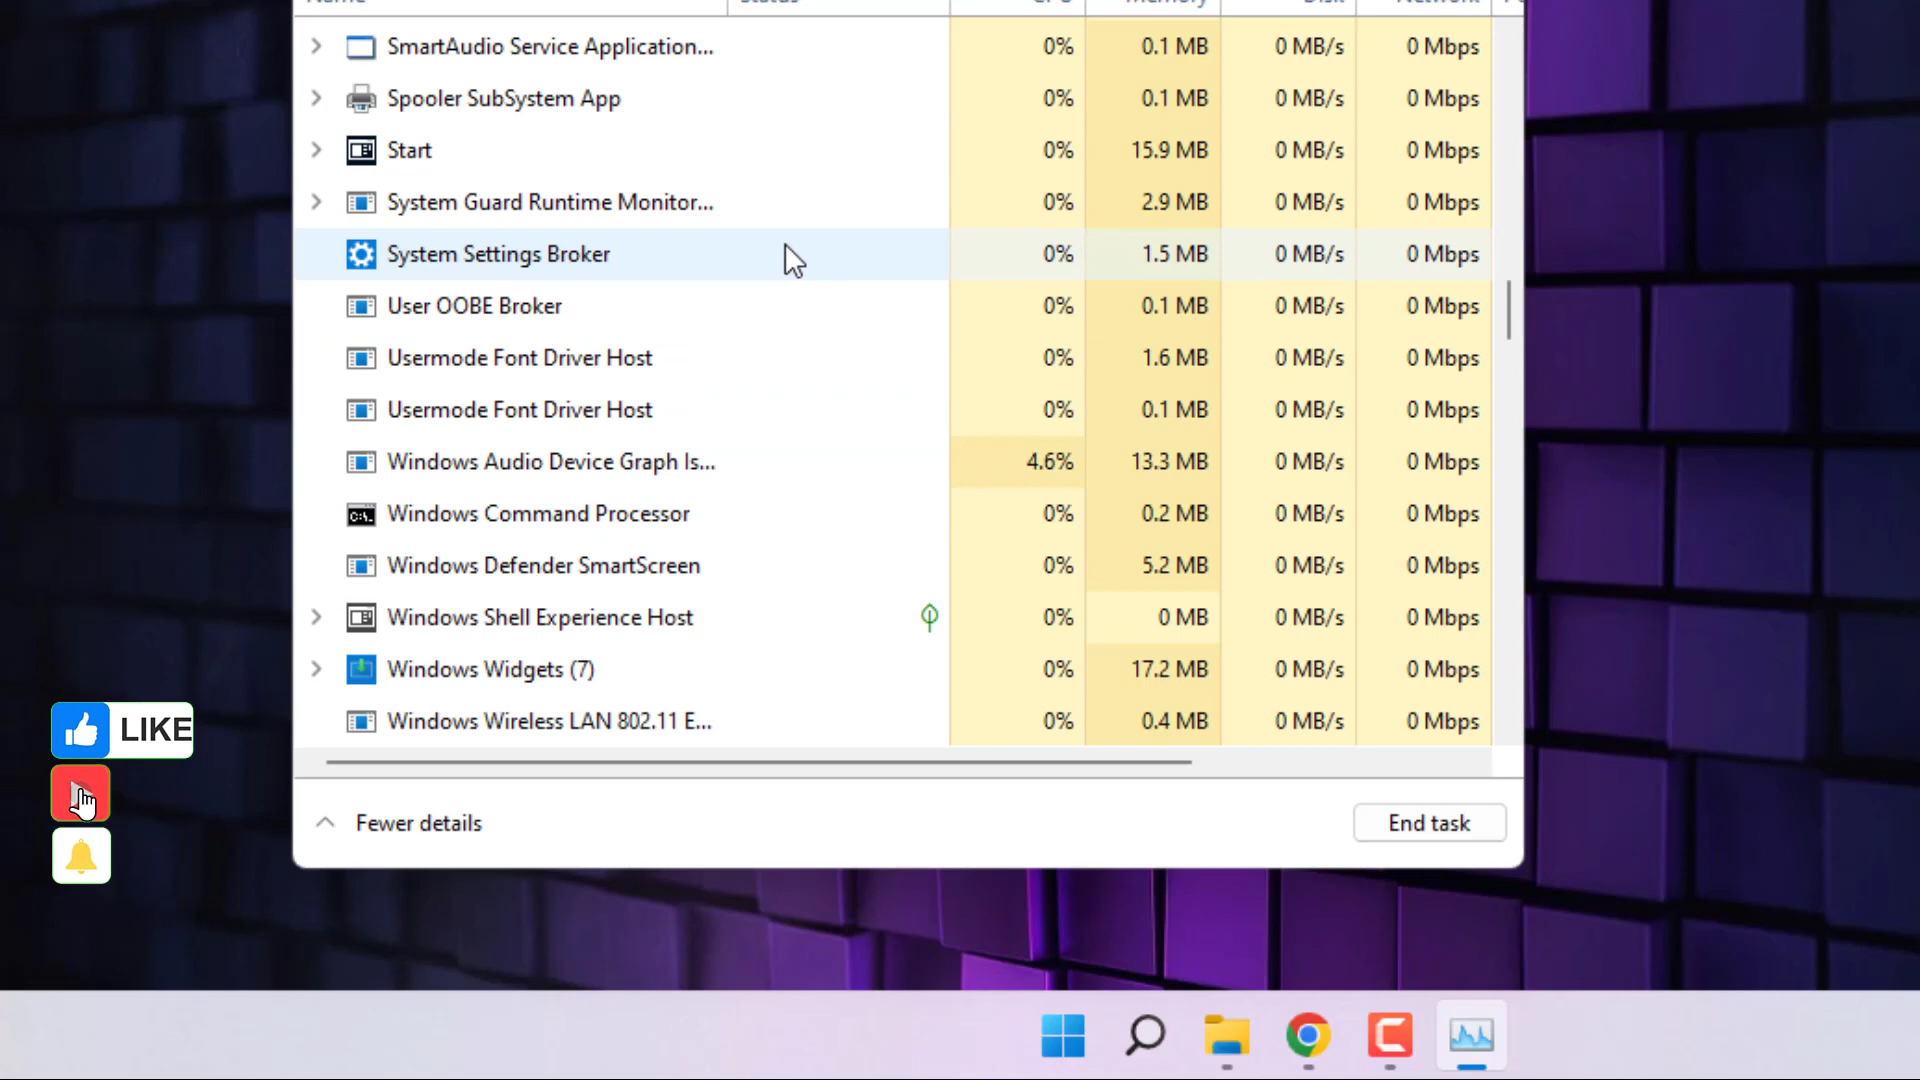 Name Status CPU Memory Disk Network
SmartAudio Service Application... 0% 0.1 MB 0 MB/s 0 Mbps
Spooler SubSystem App 0% 0.1 MB 0 MB/s 0 Mbps
Start 0% 15.9 MB 0 MB/s 0 Mbps
System Guard Runtime Monitor... 0% 2.9 MB 0 MB/s 0 Mbps
System Settings Broker 0% 1.5 MB 0 MB/s 0 Mbps
User OOBE Broker 0% 0.1 MB 0 MB/s 0 Mbps
Usermode Font Driver Host 0% 1.6 MB 0 MB/s 0 Mbps
Usermode Font Driver Host 0% 0.1 MB 0 MB/s 0 Mbps
Windows Audio Device Graph Is... 4.6% 13.3 MB 0 MB/s 0 Mbps
C:\. Windows Command Processor 0% 0.2 MB 0 MB/s 0 Mbps
Windows Defender SmartScreen 0% 5.2 MB 0 MB/s 0 Mbps
Windows Shell Experience Host 0% 0 MB 0 MB/s 0 Mbps
Windows Widgets (7) 0% 17.2 MB 0 MB/s 0 Mbps
Windows Wireless LAN 802.11 E... 0% 0.4 MB 0 MB/s 0 Mbps
LIKE
Fewer details End task